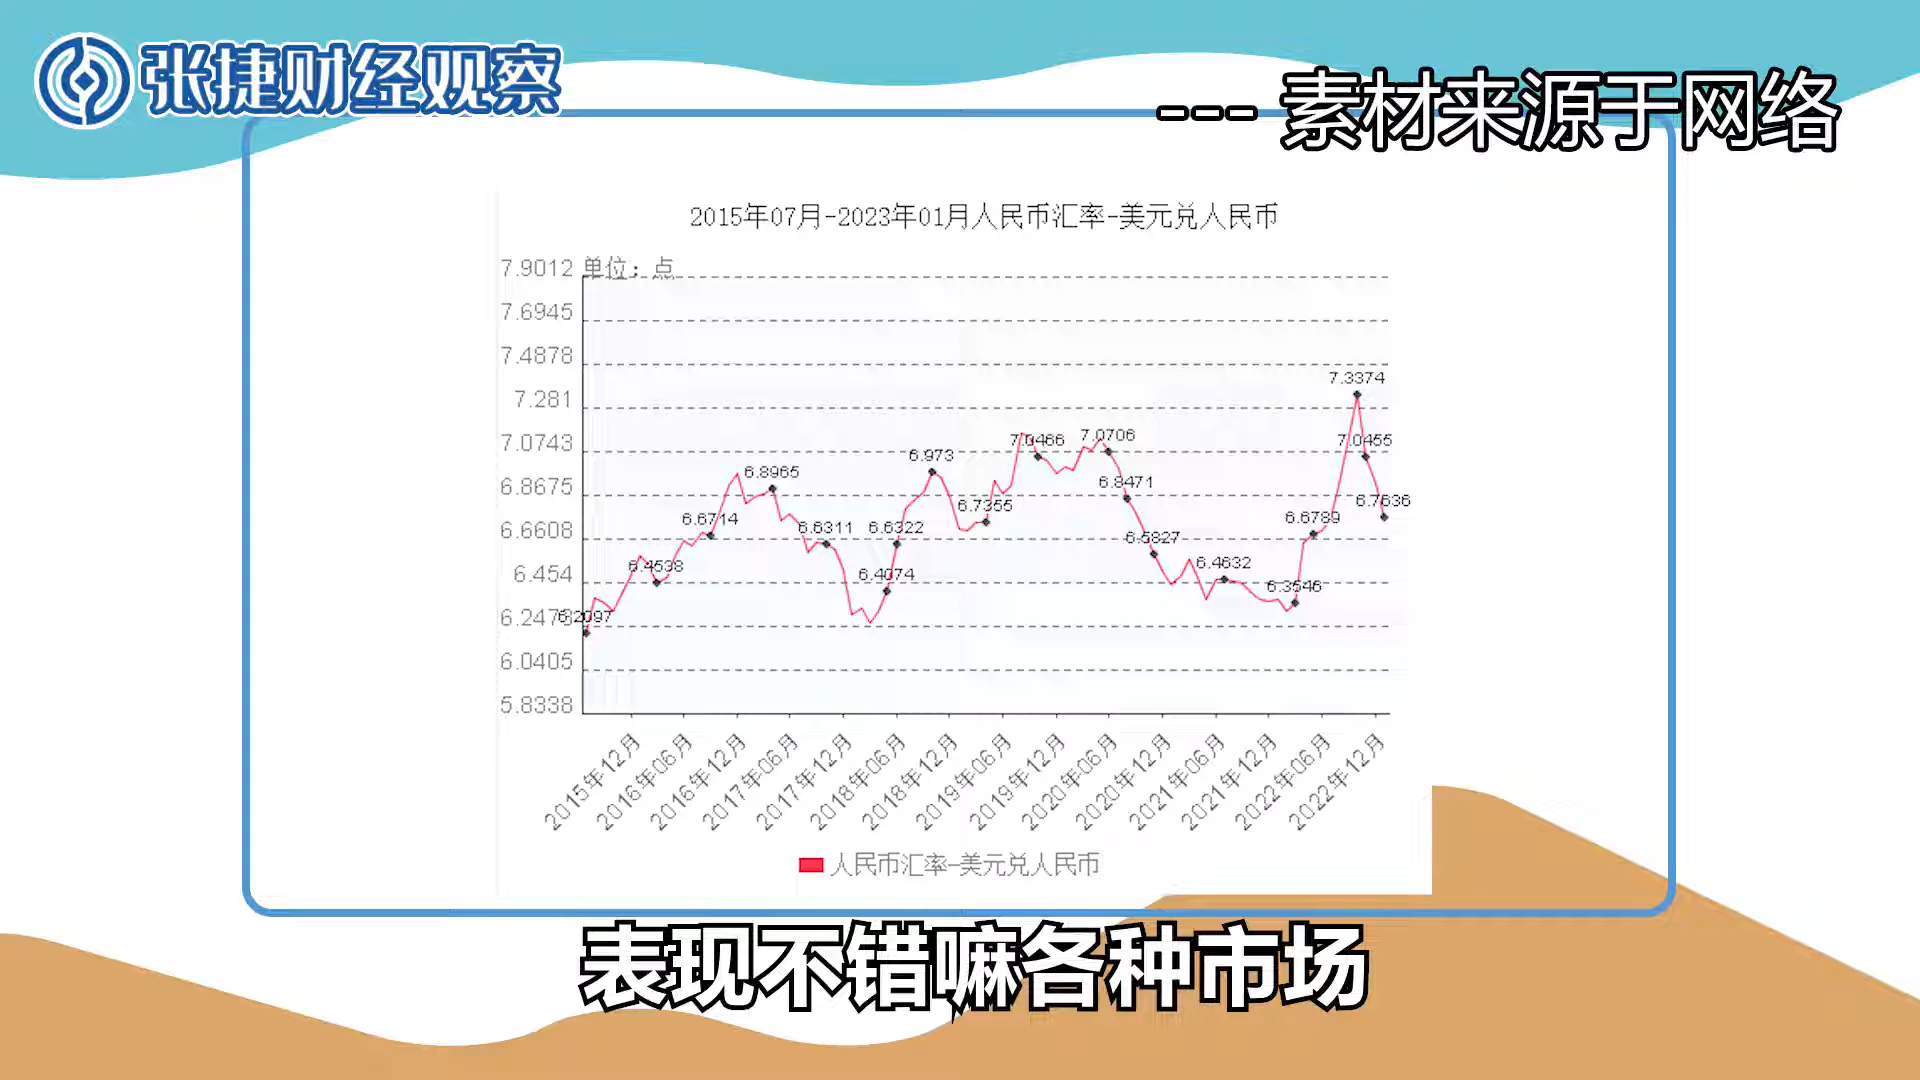 张捷财经观察
--- 素材来源于网络
2015年07月-2023年01月人民币汇率-美元兑人民币
7.9012 单位：点
7.6945
7.4878
7.281
7.0743
6.8675
6.6608
6.454
6.2473
6.0405
5.8338
6.2097
6.4538
6.6714
6.8965
6.6311
6.4074
6.6322
6.973
6.7355
7.0466
7.0706
6.8471
6.5827
6.4632
6.3546
6.6789
7.3374
7.0455
6.7636
2015年12月
2016年06月
2016年12月
2017年06月
2017年12月
2018年06月
2018年12月
2019年06月
2019年12月
2020年06月
2020年12月
2021年06月
2021年12月
2022年06月
2022年12月
人民币汇率-美元兑人民币
表现不错嘛各种市场